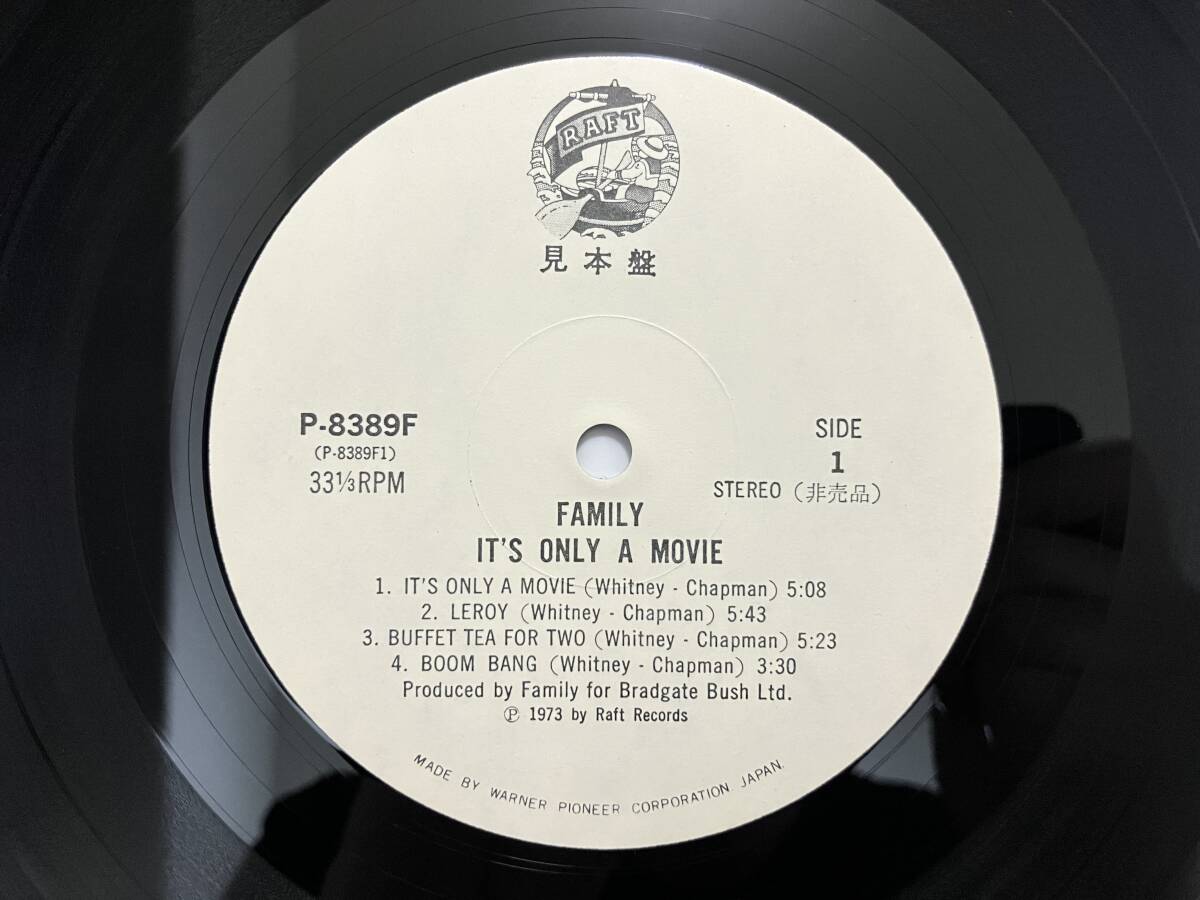 RAFT
見本盤
P-8389F
(P-8389F1)
33⅓RPM
SIDE
1
STEREO (非売品)
FAMILY
IT'S ONLY A MOVIE
1. IT'S ONLY A MOVIE (Whitney - Chapman) 5:08
2. LEROY (Whitney - Chapman) 5:43
3. BUFFET TEA FOR TWO (Whitney - Chapman) 5:23
4. BOOM BANG (Whitney - Chapman) 3:30
Produced by Family for Bradgate Bush Ltd.
Ⓟ 1973 by Raft Records
MADE BY WARNER PIONEER CORPORATION, JAPAN.